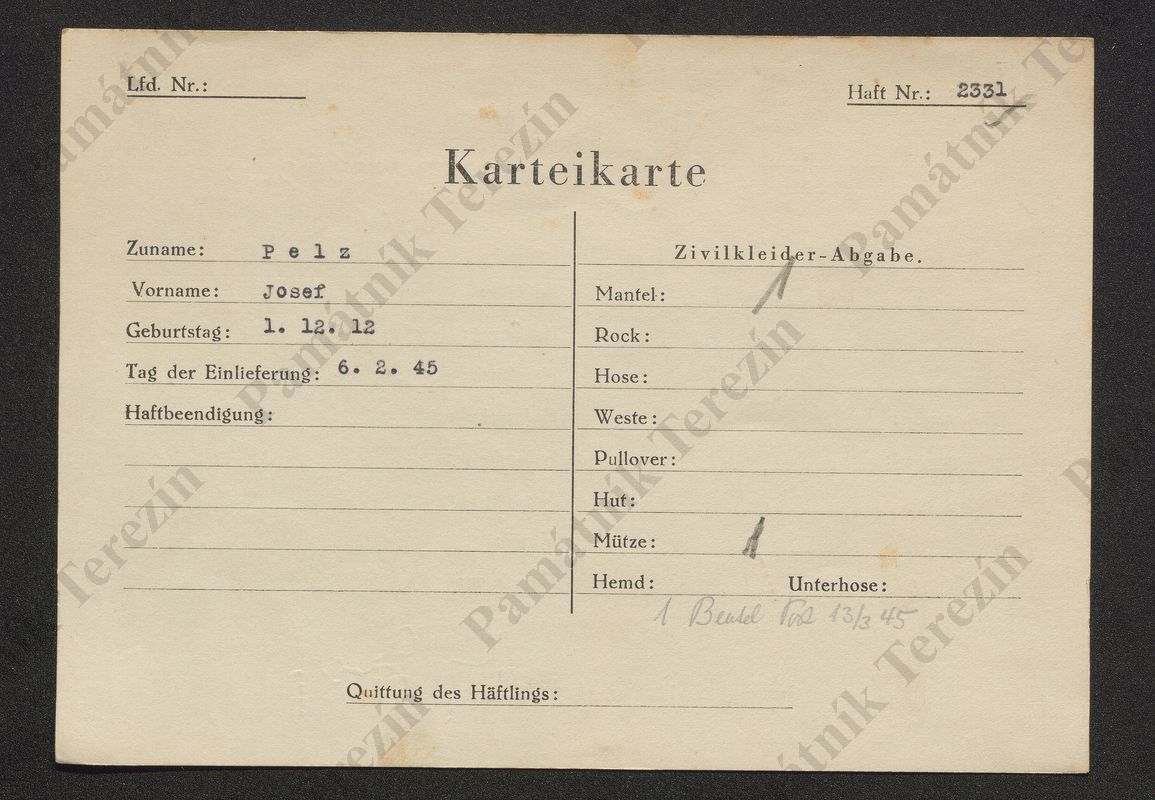 Lfd. Nr.:
Haft Nr.: 2331
Karteikarte
Zuname: Pelz
Vorname: Josef
Geburtstag: 1. 12. 12
Tag der Einlieferung: 6. 2. 45
Haftbeendigung:
Zivilkleider-Abgabe.
Mantel: 1
Rock:
Hose:
Weste:
Pullover:
Hut:
Mütze: 1
Hemd: Unterhose:
1 Beutel Post 13/3 45
Quittung des Häftlings:
Památník Terezín